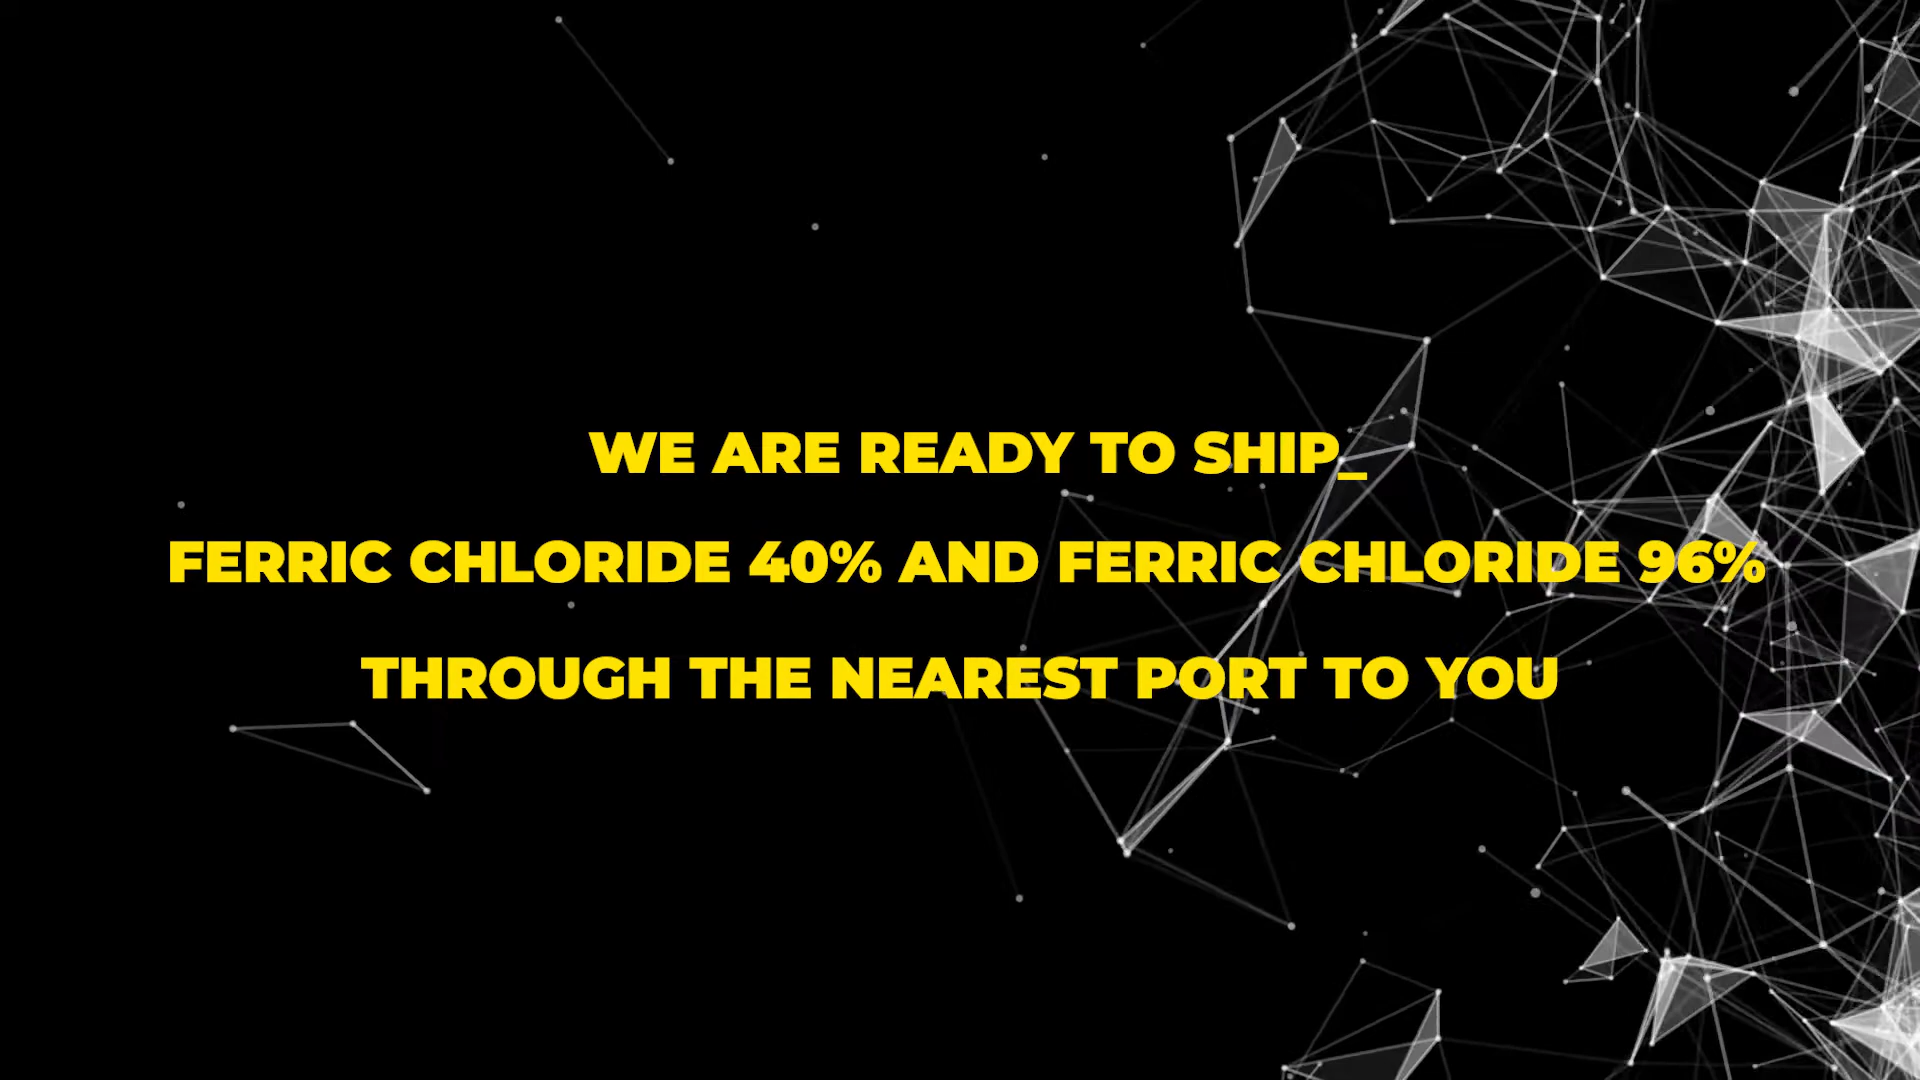 WE ARE READY TO SHIP_
FERRIC CHLORIDE 40% AND FERRIC CHLORIDE 96%
THROUGH THE NEAREST PORT TO YOU